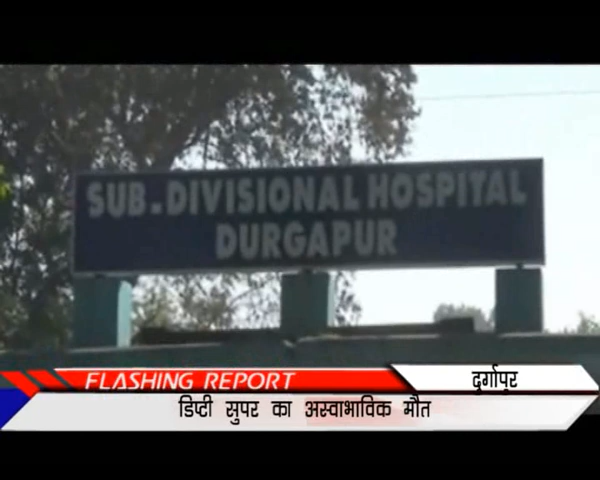 SUB-DIVISIONAL HOSPITAL
DURGAPUR
FLASHING REPORT
दुर्गापुर
डिप्टी सुपर का अस्वाभाविक मौत